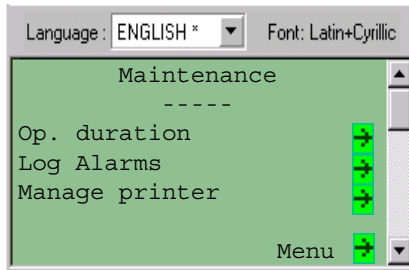 Language : ENGLISH * Font: Latin+Cyrillic
Maintenance
-----
Op. duration
Log Alarms
Manage printer
Menu